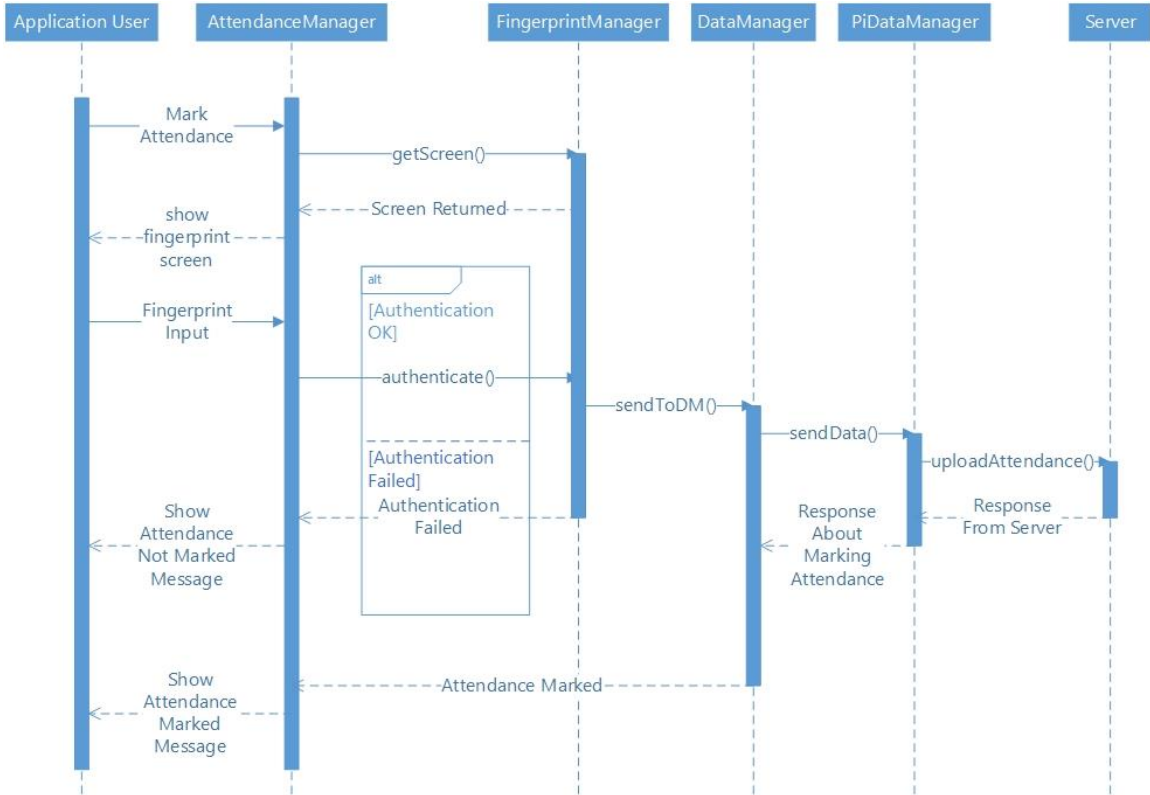 Application User
AttendanceManager
FingerprintManager
DataManager
PiDataManager
Server
Mark
Attendance
getScreen()
Screen Returned
show
fingerprint
screen
alt
[Authentication
OK]
Fingerprint
Input
authenticate()
sendToDM()
sendData()
uploadAttendance()
[Authentication
Failed]
Authentication
Failed
Response
From Server
Response
About
Marking
Attendance
Show
Attendance
Not Marked
Message
Attendance Marked
Show
Attendance
Marked
Message